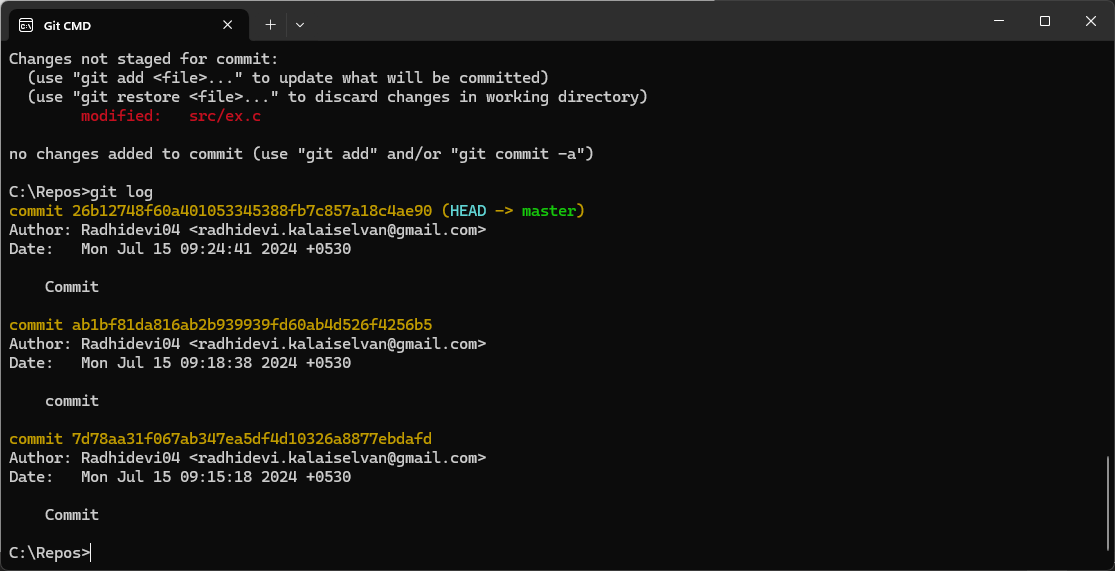 Git CMD
Changes not staged for commit:
  (use "git add <file>..." to update what will be committed)
  (use "git restore <file>..." to discard changes in working directory)
        modified:   src/ex.c
no changes added to commit (use "git add" and/or "git commit -a")
C:\Repos>git log
commit 26b12748f60a401053345388fb7c857a18c4ae90 (HEAD -> master)
Author: Radhidevi04 <radhidevi.kalaiselvan@gmail.com>
Date:   Mon Jul 15 09:24:41 2024 +0530
    Commit
commit ab1bf81da816ab2b939939fd60ab4d526f4256b5
Author: Radhidevi04 <radhidevi.kalaiselvan@gmail.com>
Date:   Mon Jul 15 09:18:38 2024 +0530
    commit
commit 7d78aa31f067ab347ea5df4d10326a8877ebdafd
Author: Radhidevi04 <radhidevi.kalaiselvan@gmail.com>
Date:   Mon Jul 15 09:15:18 2024 +0530
    Commit
C:\Repos>